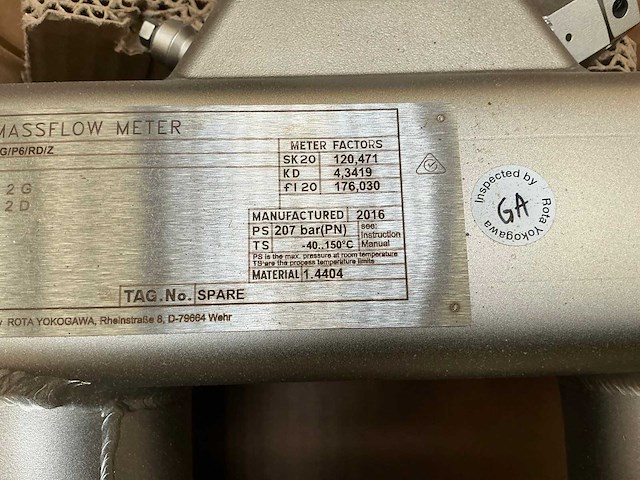 MASSFLOW METER
G/P6/RD/Z
2 G
2 D
METER FACTORS
SK20 120,471
KD 4,3419
fl 20 176,030
MANUFACTURED 2016
PS 207 bar(PN) see:
Instruction
TS -40..150°C Manual
PS is the max. pressure at room temperature
TS are the process temperature limits
MATERIAL 1.4404
TAG.No. SPARE
ROTA YOKOGAWA, Rheinstraße 8, D-79664 Wehr
Inspected by
GA
Rota Yokogawa